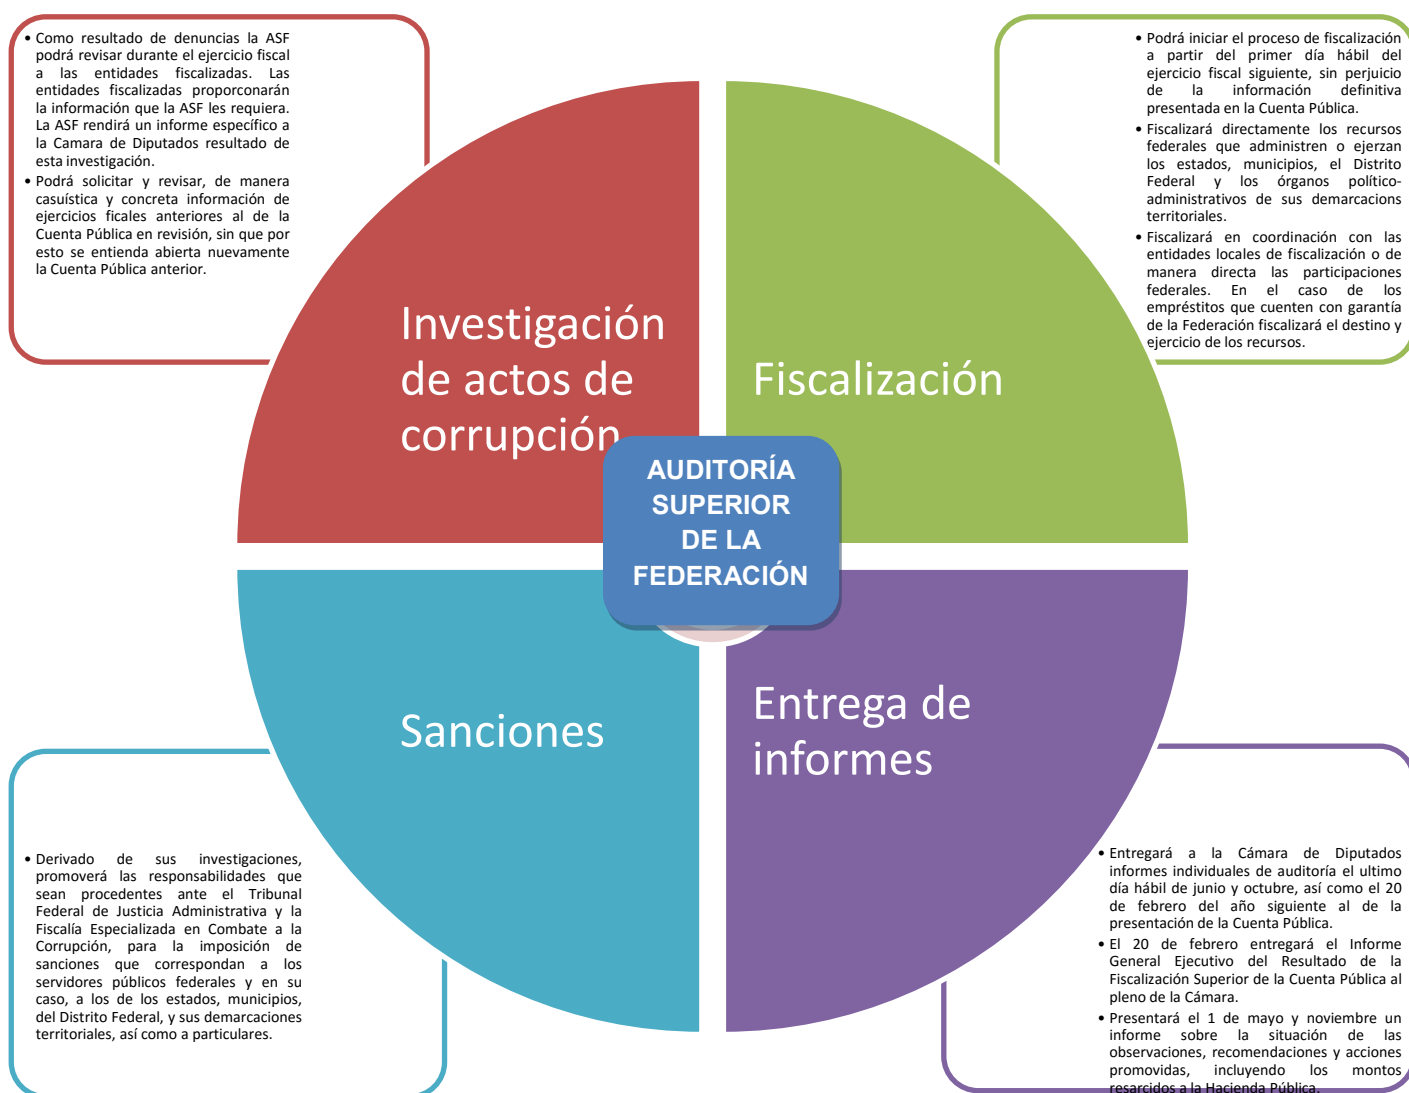 • Como resultado de denuncias la ASF
podrá revisar durante el ejercicio fiscal
a las entidades fiscalizadas. Las
entidades fiscalizadas proporconarán
la información que la ASF les requiera.
La ASF rendirá un informe específico a
la Camara de Diputados resultado de
esta investigación.
• Podrá solicitar y revisar, de manera
casuística y concreta información de
ejercicios ficales anteriores al de la
Cuenta Pública en revisión, sin que por
esto se entienda abierta nuevamente
la Cuenta Pública anterior.
• Podrá iniciar el proceso de fiscalización
a partir del primer día hábil del
ejercicio fiscal siguiente, sin perjuicio
de la información definitiva
presentada en la Cuenta Pública.
• Fiscalizará directamente los recursos
federales que administren o ejerzan
los estados, municipios, el Distrito
Federal y los órganos político-
administrativos de sus demarcacions
territoriales.
• Fiscalizará en coordinación con las
entidades locales de fiscalización o de
manera directa las participaciones
federales. En el caso de los
empréstitos que cuenten con garantía
de la Federación fiscalizará el destino y
ejercicio de los recursos.
Investigación
de actos de
corrupción
Fiscalización
AUDITORÍA
SUPERIOR
DE LA
FEDERACIÓN
Sanciones
Entrega de
informes
• Derivado de sus investigaciones,
promoverá las responsabilidades que
sean procedentes ante el Tribunal
Federal de Justicia Administrativa y la
Fiscalía Especializada en Combate a la
Corrupción, para la imposición de
sanciones que correspondan a los
servidores públicos federales y en su
caso, a los de los estados, municipios,
del Distrito Federal, y sus demarcaciones
territoriales, así como a particulares.
• Entregará a la Cámara de Diputados
informes individuales de auditoría el ultimo
día hábil de junio y octubre, así como el 20
de febrero del año siguiente al de la
presentación de la Cuenta Pública.
• El 20 de febrero entregará el Informe
General Ejecutivo del Resultado de la
Fiscalización Superior de la Cuenta Pública al
pleno de la Cámara.
• Presentará el 1 de mayo y noviembre un
informe sobre la situación de las
observaciones, recomendaciones y acciones
promovidas, incluyendo los montos
resarcidos a la Hacienda Pública.